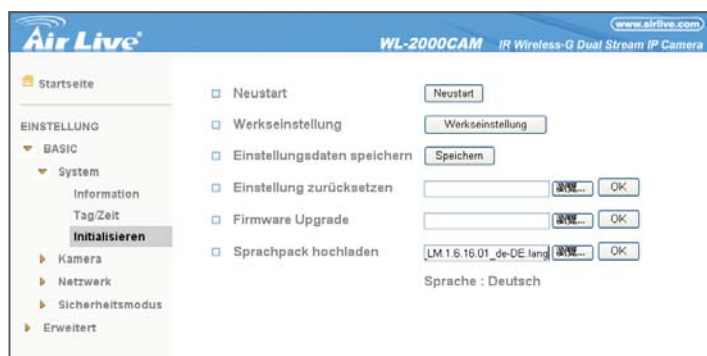 www.airlive.com
Air Live®
WL-2000CAM IR Wireless-G Dual Stream IP Camera
Startseite
EINSTELLUNG
BASIC
System
Information
Tag/Zeit
Initialisieren
Kamera
Netzwerk
Sicherheitsmodus
Erweitert
Neustart Neustart
Werkseinstellung Werkseinstellung
Einstellungsdaten speichern Speichern
Einstellung zurücksetzen OK
Firmware Upgrade OK
Sprachpack hochladen _LM.1.6.16.01_de-DE.lang OK
Sprache : Deutsch